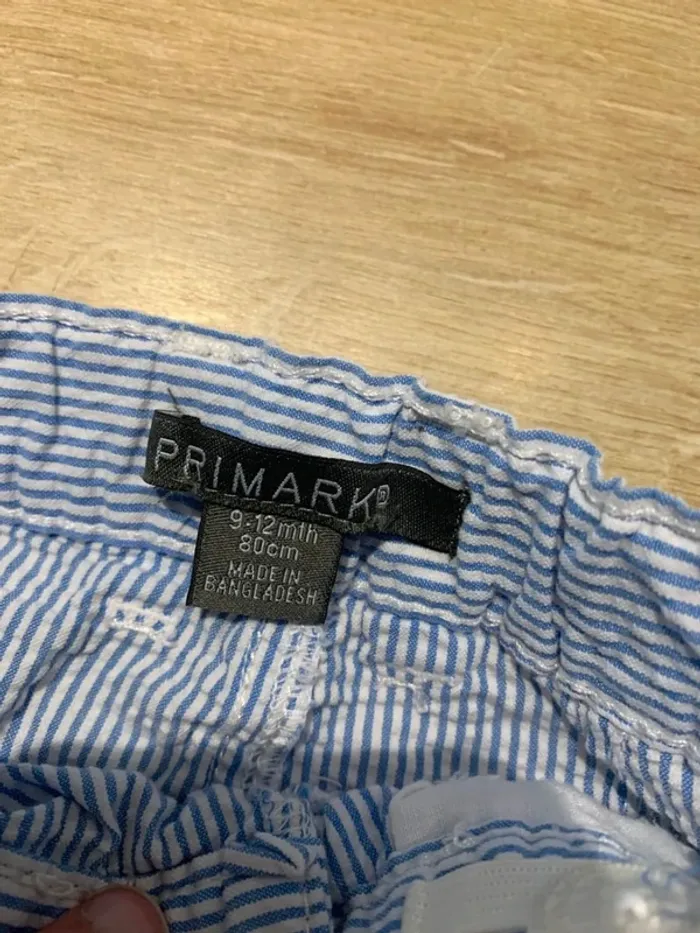 PRIMARK®
9-12mth
80cm
MADE IN
BANGLADESH